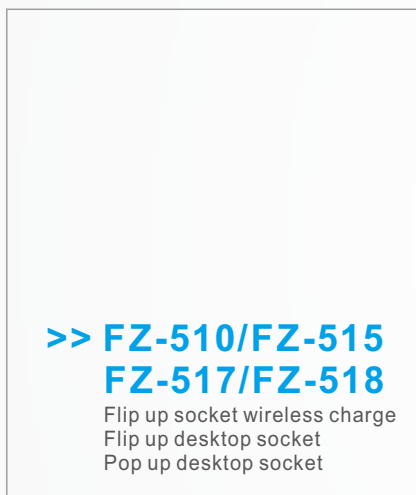 >> FZ-510/FZ-515
FZ-517/FZ-518
Flip up socket wireless charge
Flip up desktop socket
Pop up desktop socket